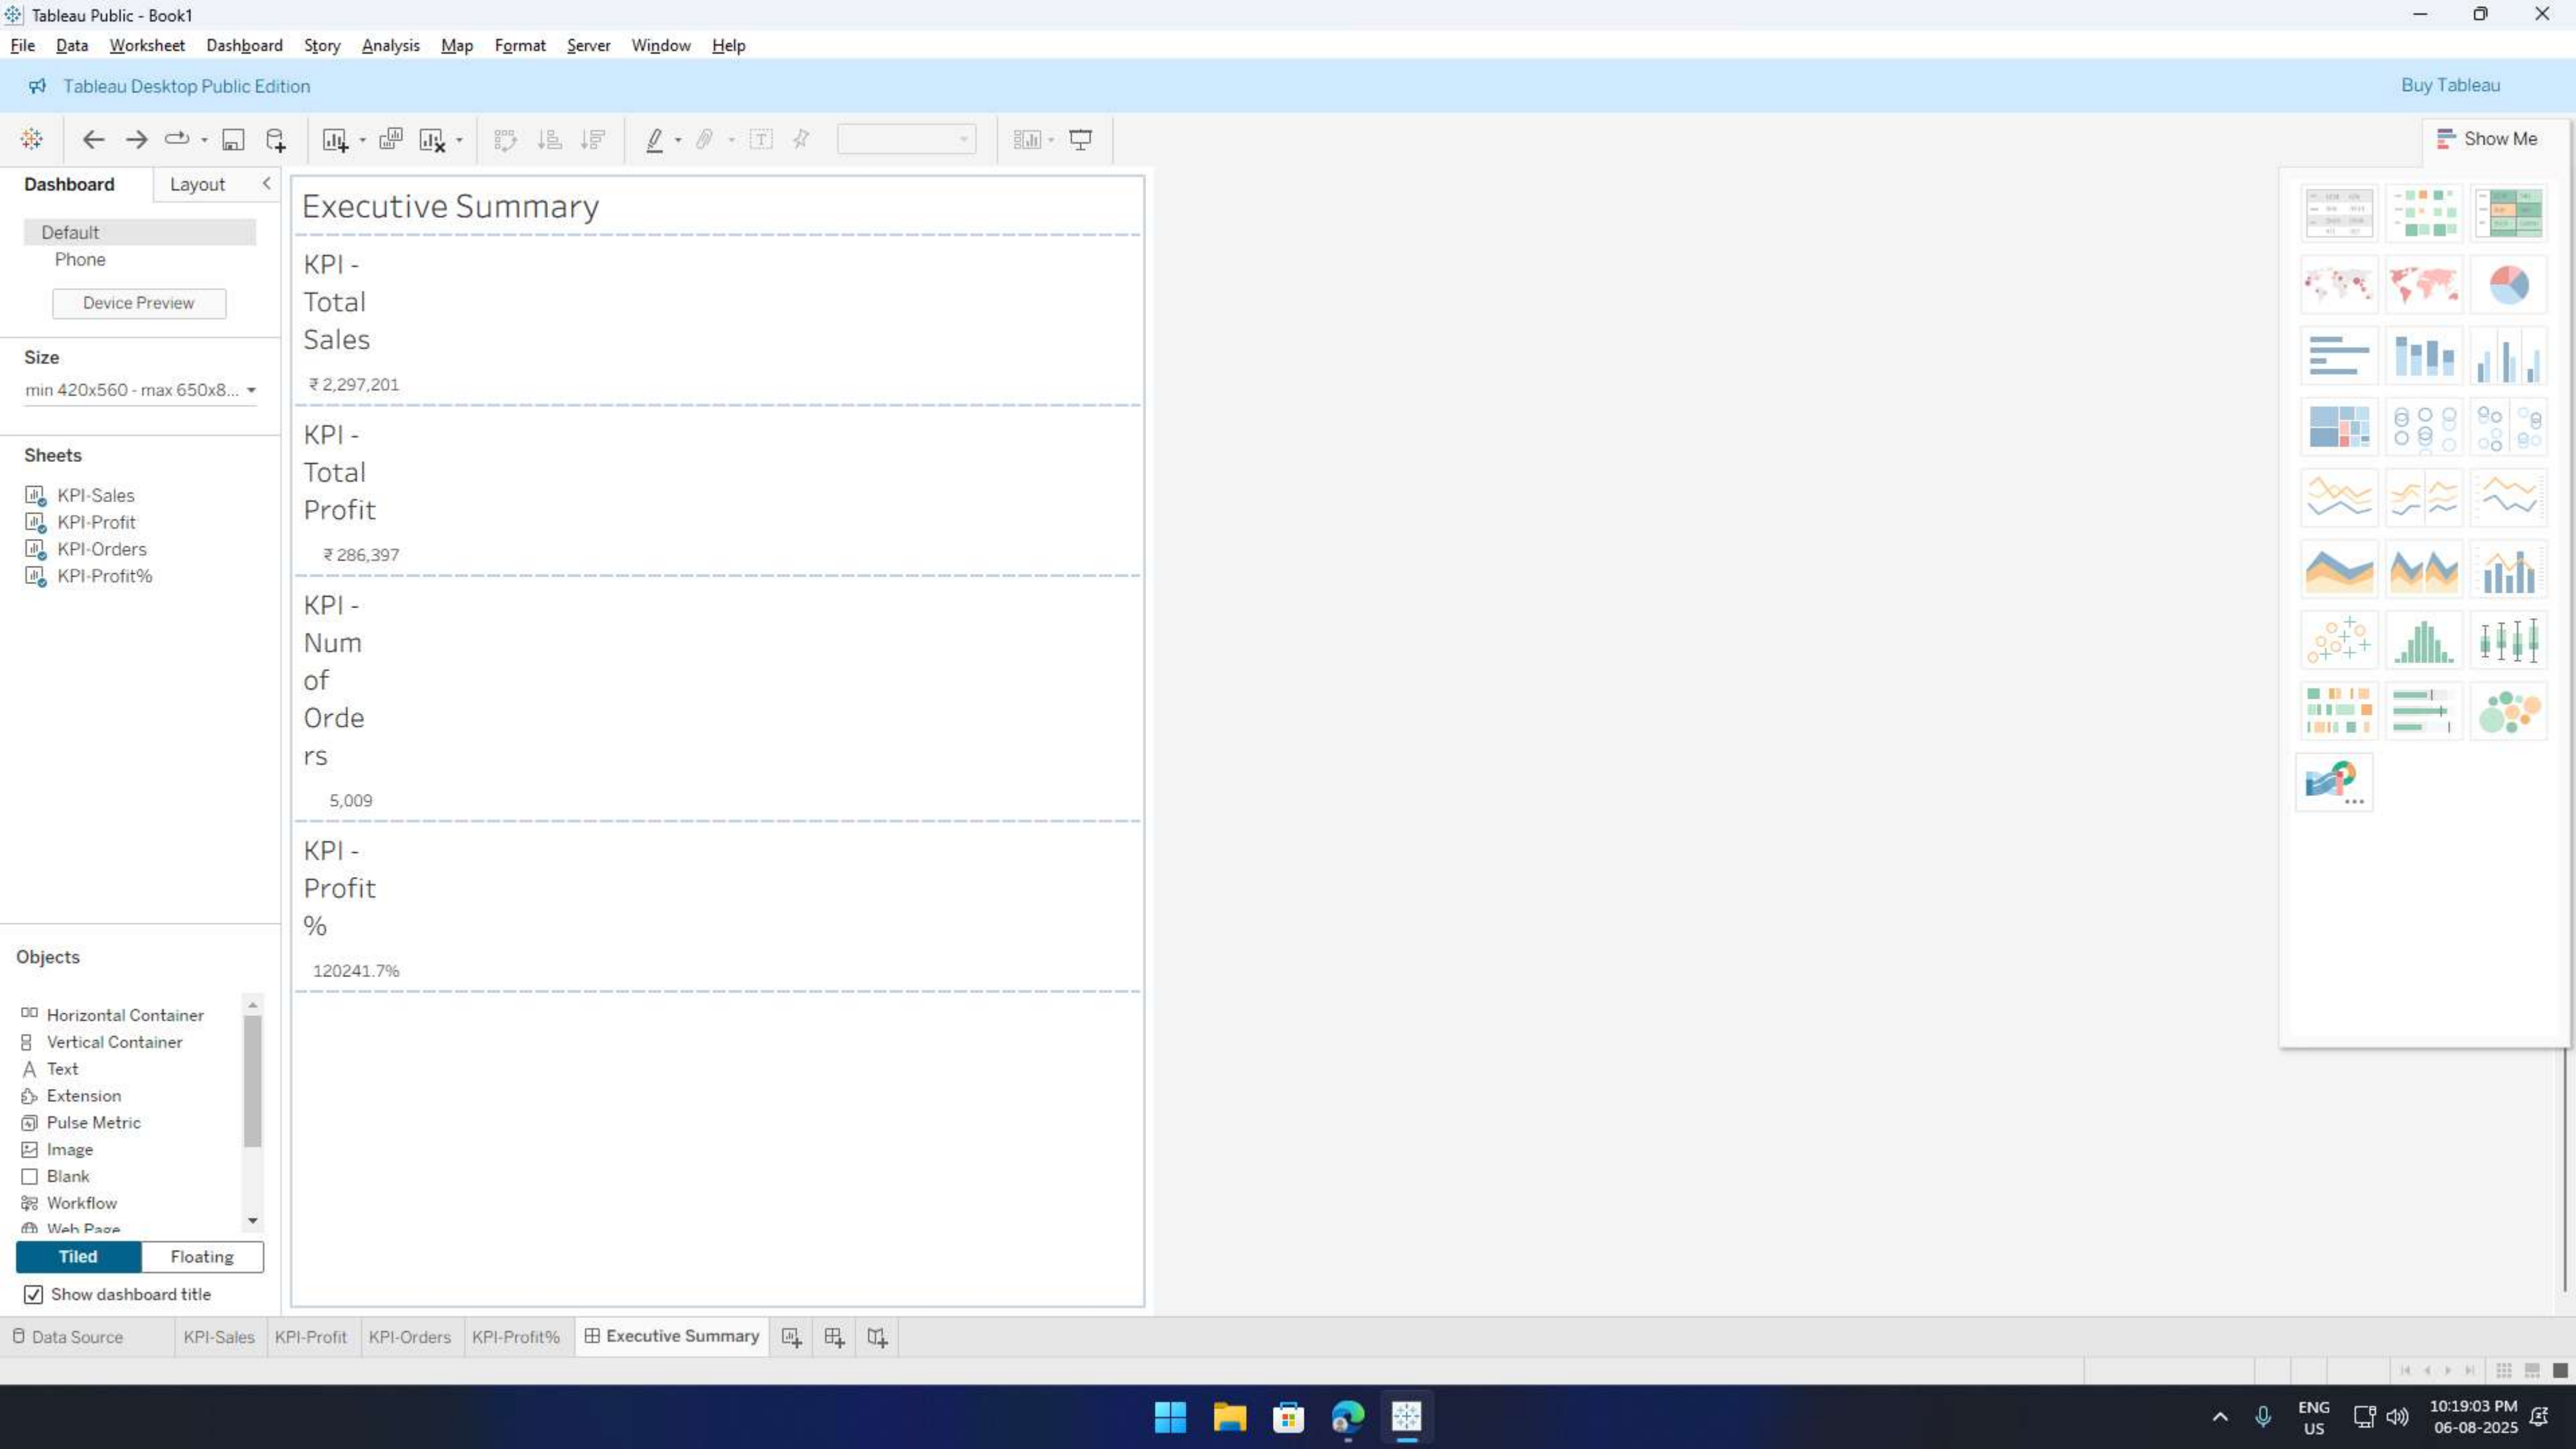 Tableau Public - Book1
File Data Worksheet Dashboard Story Analysis Map Format Server Window Help
Tableau Desktop Public Edition
Buy Tableau
Show Me
Dashboard
Layout
Default
Phone
Device Preview
Size
min 420x560 - max 650x8...
Sheets
KPI-Sales
KPI-Profit
KPI-Orders
KPI-Profit%
Objects
Horizontal Container
Vertical Container
Text
Extension
Pulse Metric
Image
Blank
Workflow
Web Page
Tiled
Floating
Show dashboard title
Executive Summary
KPI -
Total
Sales
₹ 2,297,201
KPI -
Total
Profit
₹ 286,397
KPI -
Num
of
Orde
rs
5,009
KPI -
Profit
%
120241.7%
Data Source KPI-Sales KPI-Profit KPI-Orders KPI-Profit% Executive Summary
ENG
US
10:19:03 PM
06-08-2025